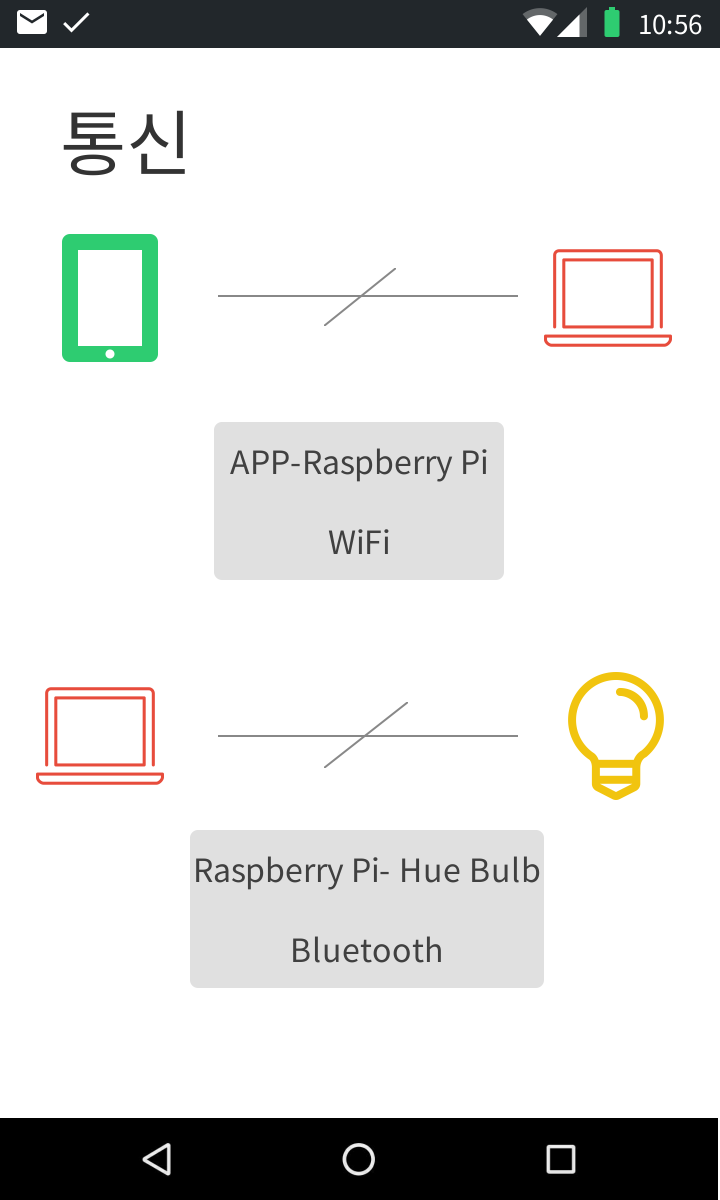 10:56
통신
APP-Raspberry Pi
WiFi
Raspberry Pi- Hue Bulb
Bluetooth